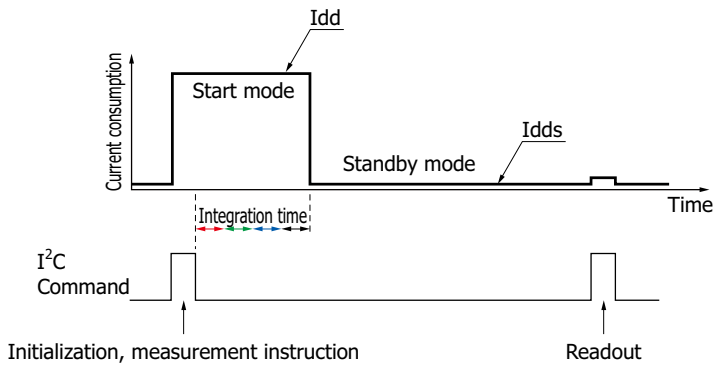 Idd
Current consumption
Start mode
Idds
Standby mode
Time
Integration time
I²C
Command
Initialization, measurement instruction
Readout